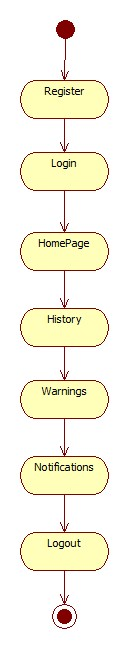 Register
Login
HomePage
History
Warnings
Notifications
Logout